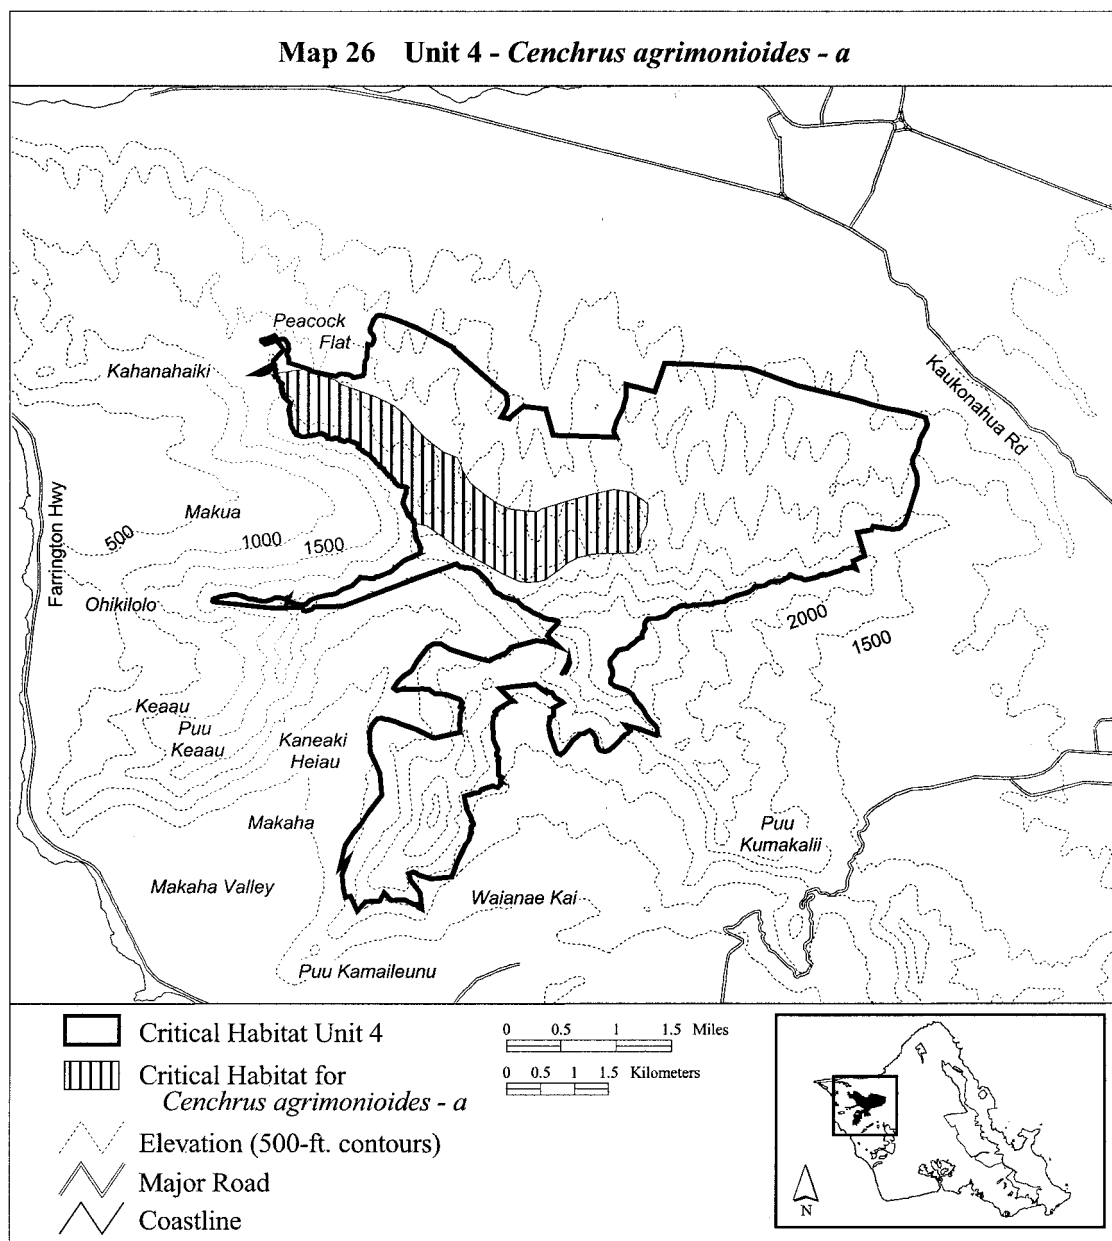 Map 26 Unit 4 - Cenchrus agrimonioides - a
Peacock
Flat
Kahanahaiki
Kaukonahua Rd
Farrington Hwy
Makua
500
1000
1500
Ohikilolo
2000
1500
Keaau
Puu
Keaau
Kaneaki
Heiau
Makaha
Puu
Kumakalii
Makaha Valley
Waianae Kai
Puu Kamaileunu
Critical Habitat Unit 4
Critical Habitat for
Cenchrus agrimonioides - a
Elevation (500-ft. contours)
Major Road
Coastline
0 0.5 1 1.5 Miles
0 0.5 1 1.5 Kilometers
N